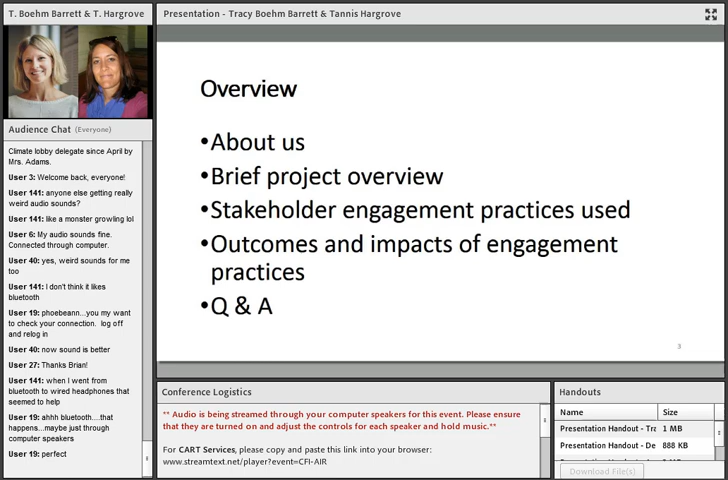 T. Boehm Barrett & T. Hargrove
Audience Chat (Everyone)
Climate lobby delegate since April by
Mrs. Adams.
User 3: Welcome back, everyone!
User 141: anyone else getting really
weird audio sounds?
User 141: like a monster growling lol
User 6: My audio sounds fine.
Connected through computer.
User 40: yes, weird sounds for me
too
User 141: I don't think it likes
bluetooth
User 19: phoebeann...you my want
to check your connection. log off
and relog in
User 40: now sound is better
User 27: Thanks Brian!
User 141: when I went from
bluetooth to wired headphones that
seemed to help
User 19: ahhh bluetooth....that
happens...maybe just through
computer speakers
User 19: perfect
Presentation - Tracy Boehm Barrett & Tannis Hargrove
Overview
•About us
•Brief project overview
•Stakeholder engagement practices used
•Outcomes and impacts of engagement
practices
•Q & A
3
Conference Logistics
** Audio is being streamed through your computer speakers for this event. Please ensure
that they are turned on and adjust the controls for each speaker and hold music.**
For CART Services, please copy and paste this link into your browser:
www.streamtext.net/player?event=CFI-AIR
Handouts
Name Size
Presentation Handout - Tra 1 MB
Presentation Handout - De 888 KB
Download File(s)